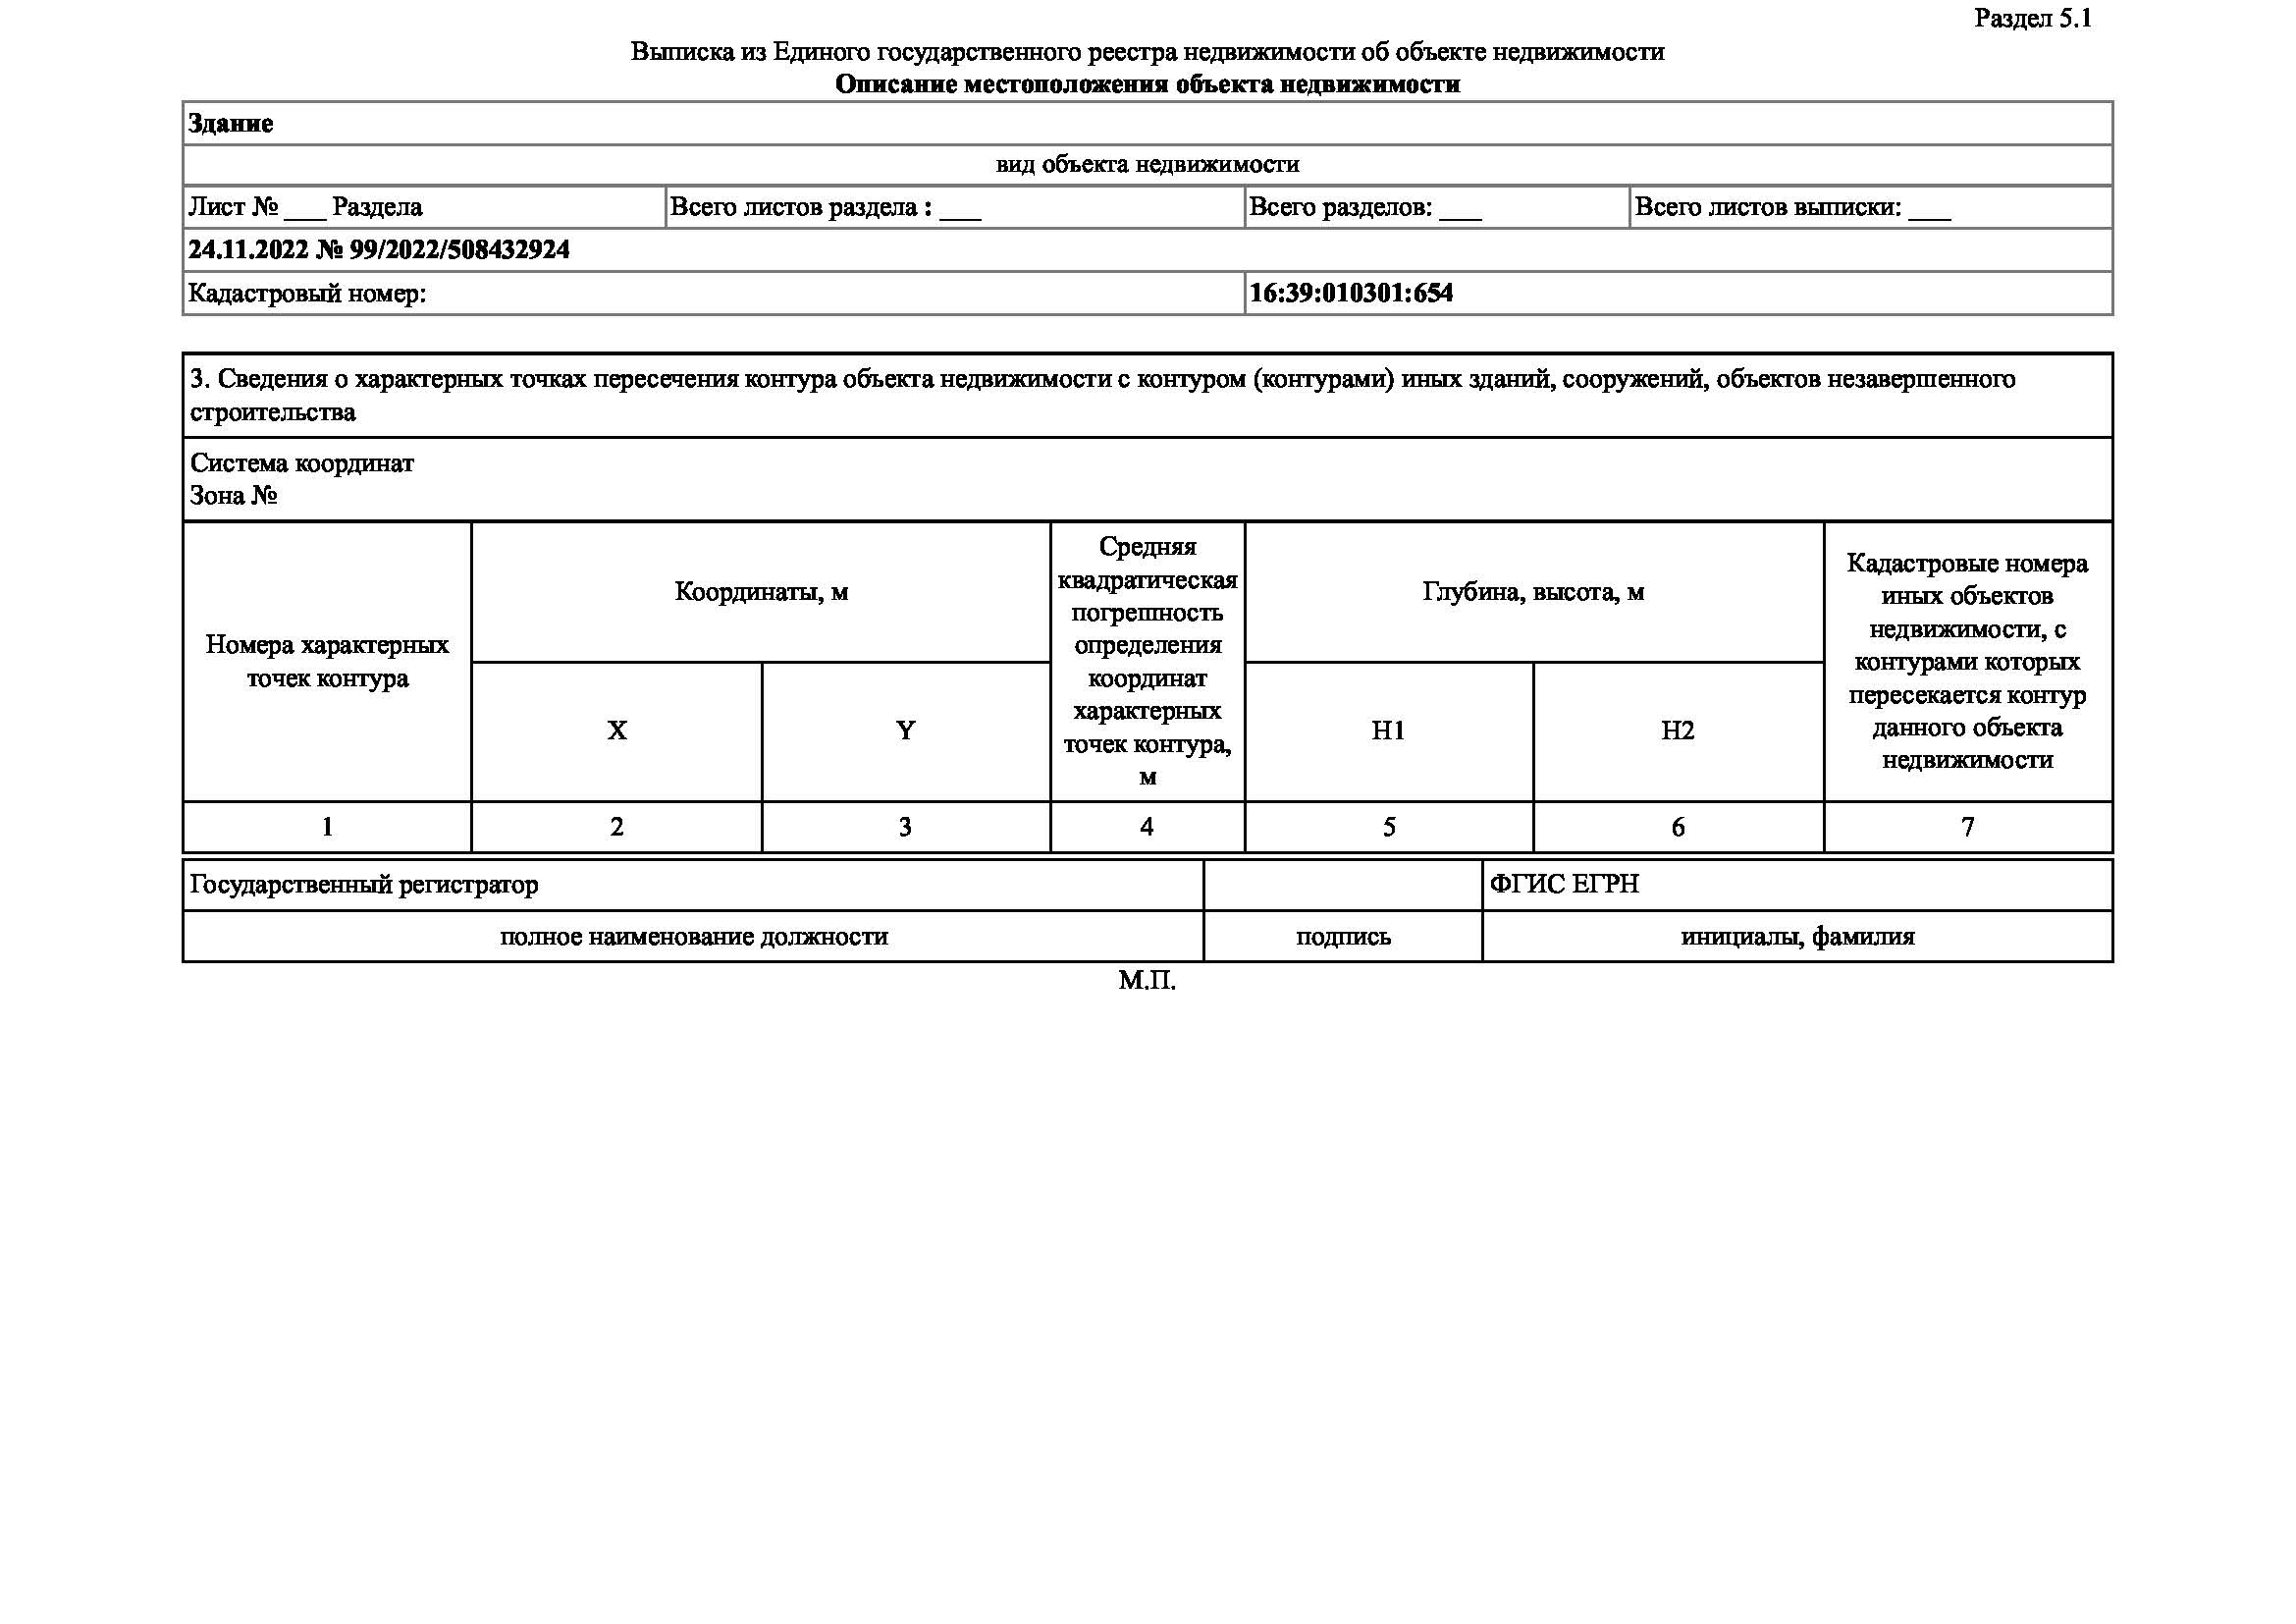 Раздел 5.1
Выписка из Единого государственного реестра недвижимости об объекте недвижимости
Описание местоположения объекта недвижимости
Здание
вид объекта недвижимости
Лист № ___ Раздела Всего листов раздела : ___ Всего разделов: ___ Всего листов выписки: ___
24.11.2022 № 99/2022/508432924
Кадастровый номер: 16:39:010301:654
3. Сведения о характерных точках пересечения контура объекта недвижимости с контуром (контурами) иных зданий, сооружений, объектов незавершенного
строительства
Система координат
Зона №
Номера характерных
точек контура
Координаты, м
X
Y
Средняя
квадратическая
погрешность
определения
координат
характерных
точек контура,
м
Глубина, высота, м
H1
H2
Кадастровые номера
иных объектов
недвижимости, с
контурами которых
пересекается контур
данного объекта
недвижимости
1 2 3 4 5 6 7
Государственный регистратор ФГИС ЕГРН
полное наименование должности подпись инициалы, фамилия
М.П.